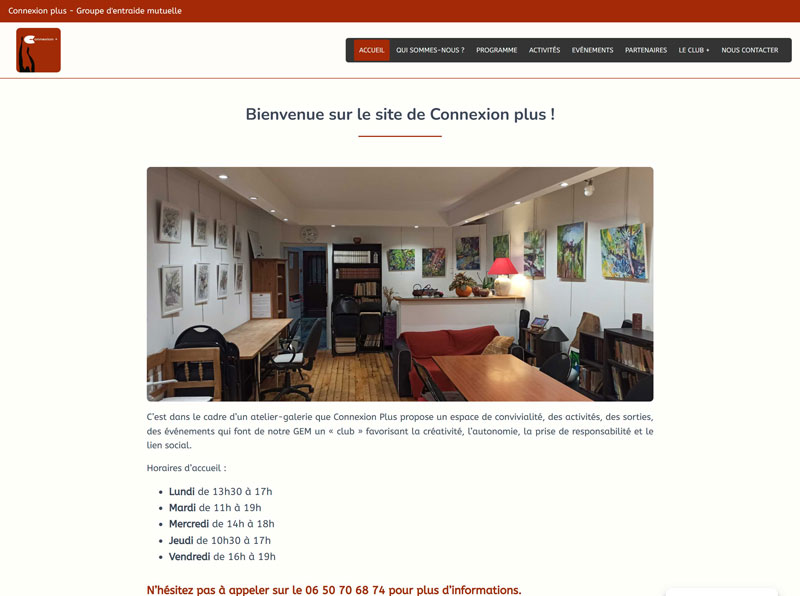 Connexion plus - Groupe d'entraide mutuelle
ACCUEIL QUI SOMMES-NOUS ? PROGRAMME ACTIVITÉS EVÉNEMENTS PARTENAIRES LE CLUB NOUS CONTACTER
Bienvenue sur le site de Connexion plus !
C'est dans le cadre d'un atelier-galerie que Connexion Plus propose un espace de convivialité, des activités, des sorties,
des événements qui font de notre GEM un « club » favorisant la créativité, l'autonomie, la prise de responsabilité et le
lien social.
Horaires d'accueil :
• Lundi de 13h30 à 17h
• Mardi de 11h à 19h
• Mercredi de 14h à 18h
• Jeudi de 10h30 à 17h
• Vendredi de 16h à 19h
N'hésitez pas à appeler sur le 06 50 70 68 74 pour plus d'informations.